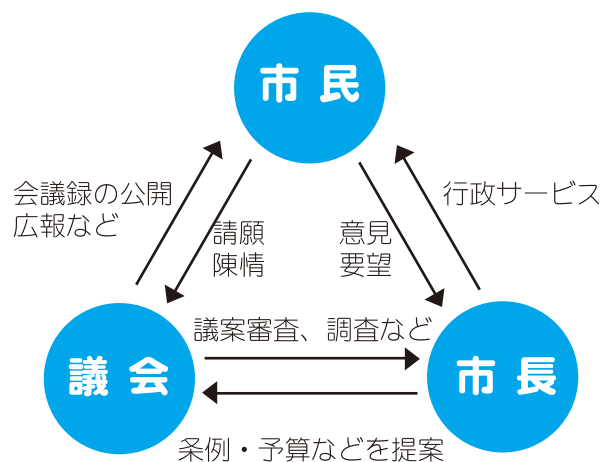 市民
会議録の公開
広報など
請願
陳情
意見
要望
行政サービス
議案審査、調査など
議会
市長
条例・予算などを提案